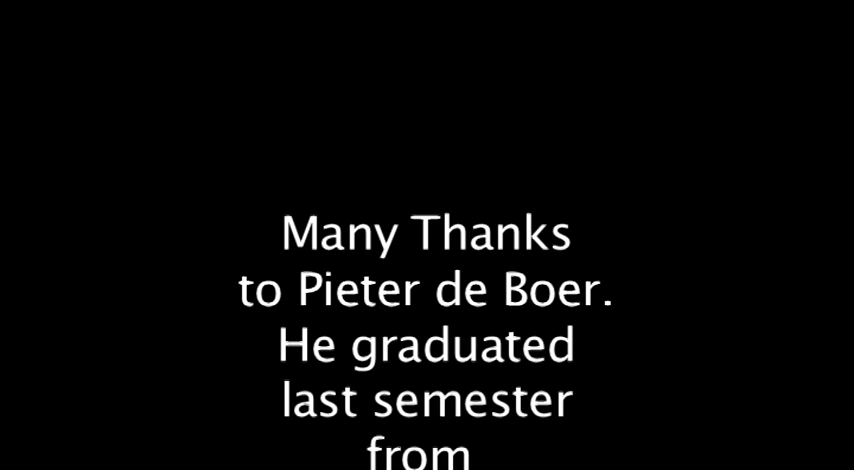 Many Thanks
to Pieter de Boer.
He graduated
last semester
from